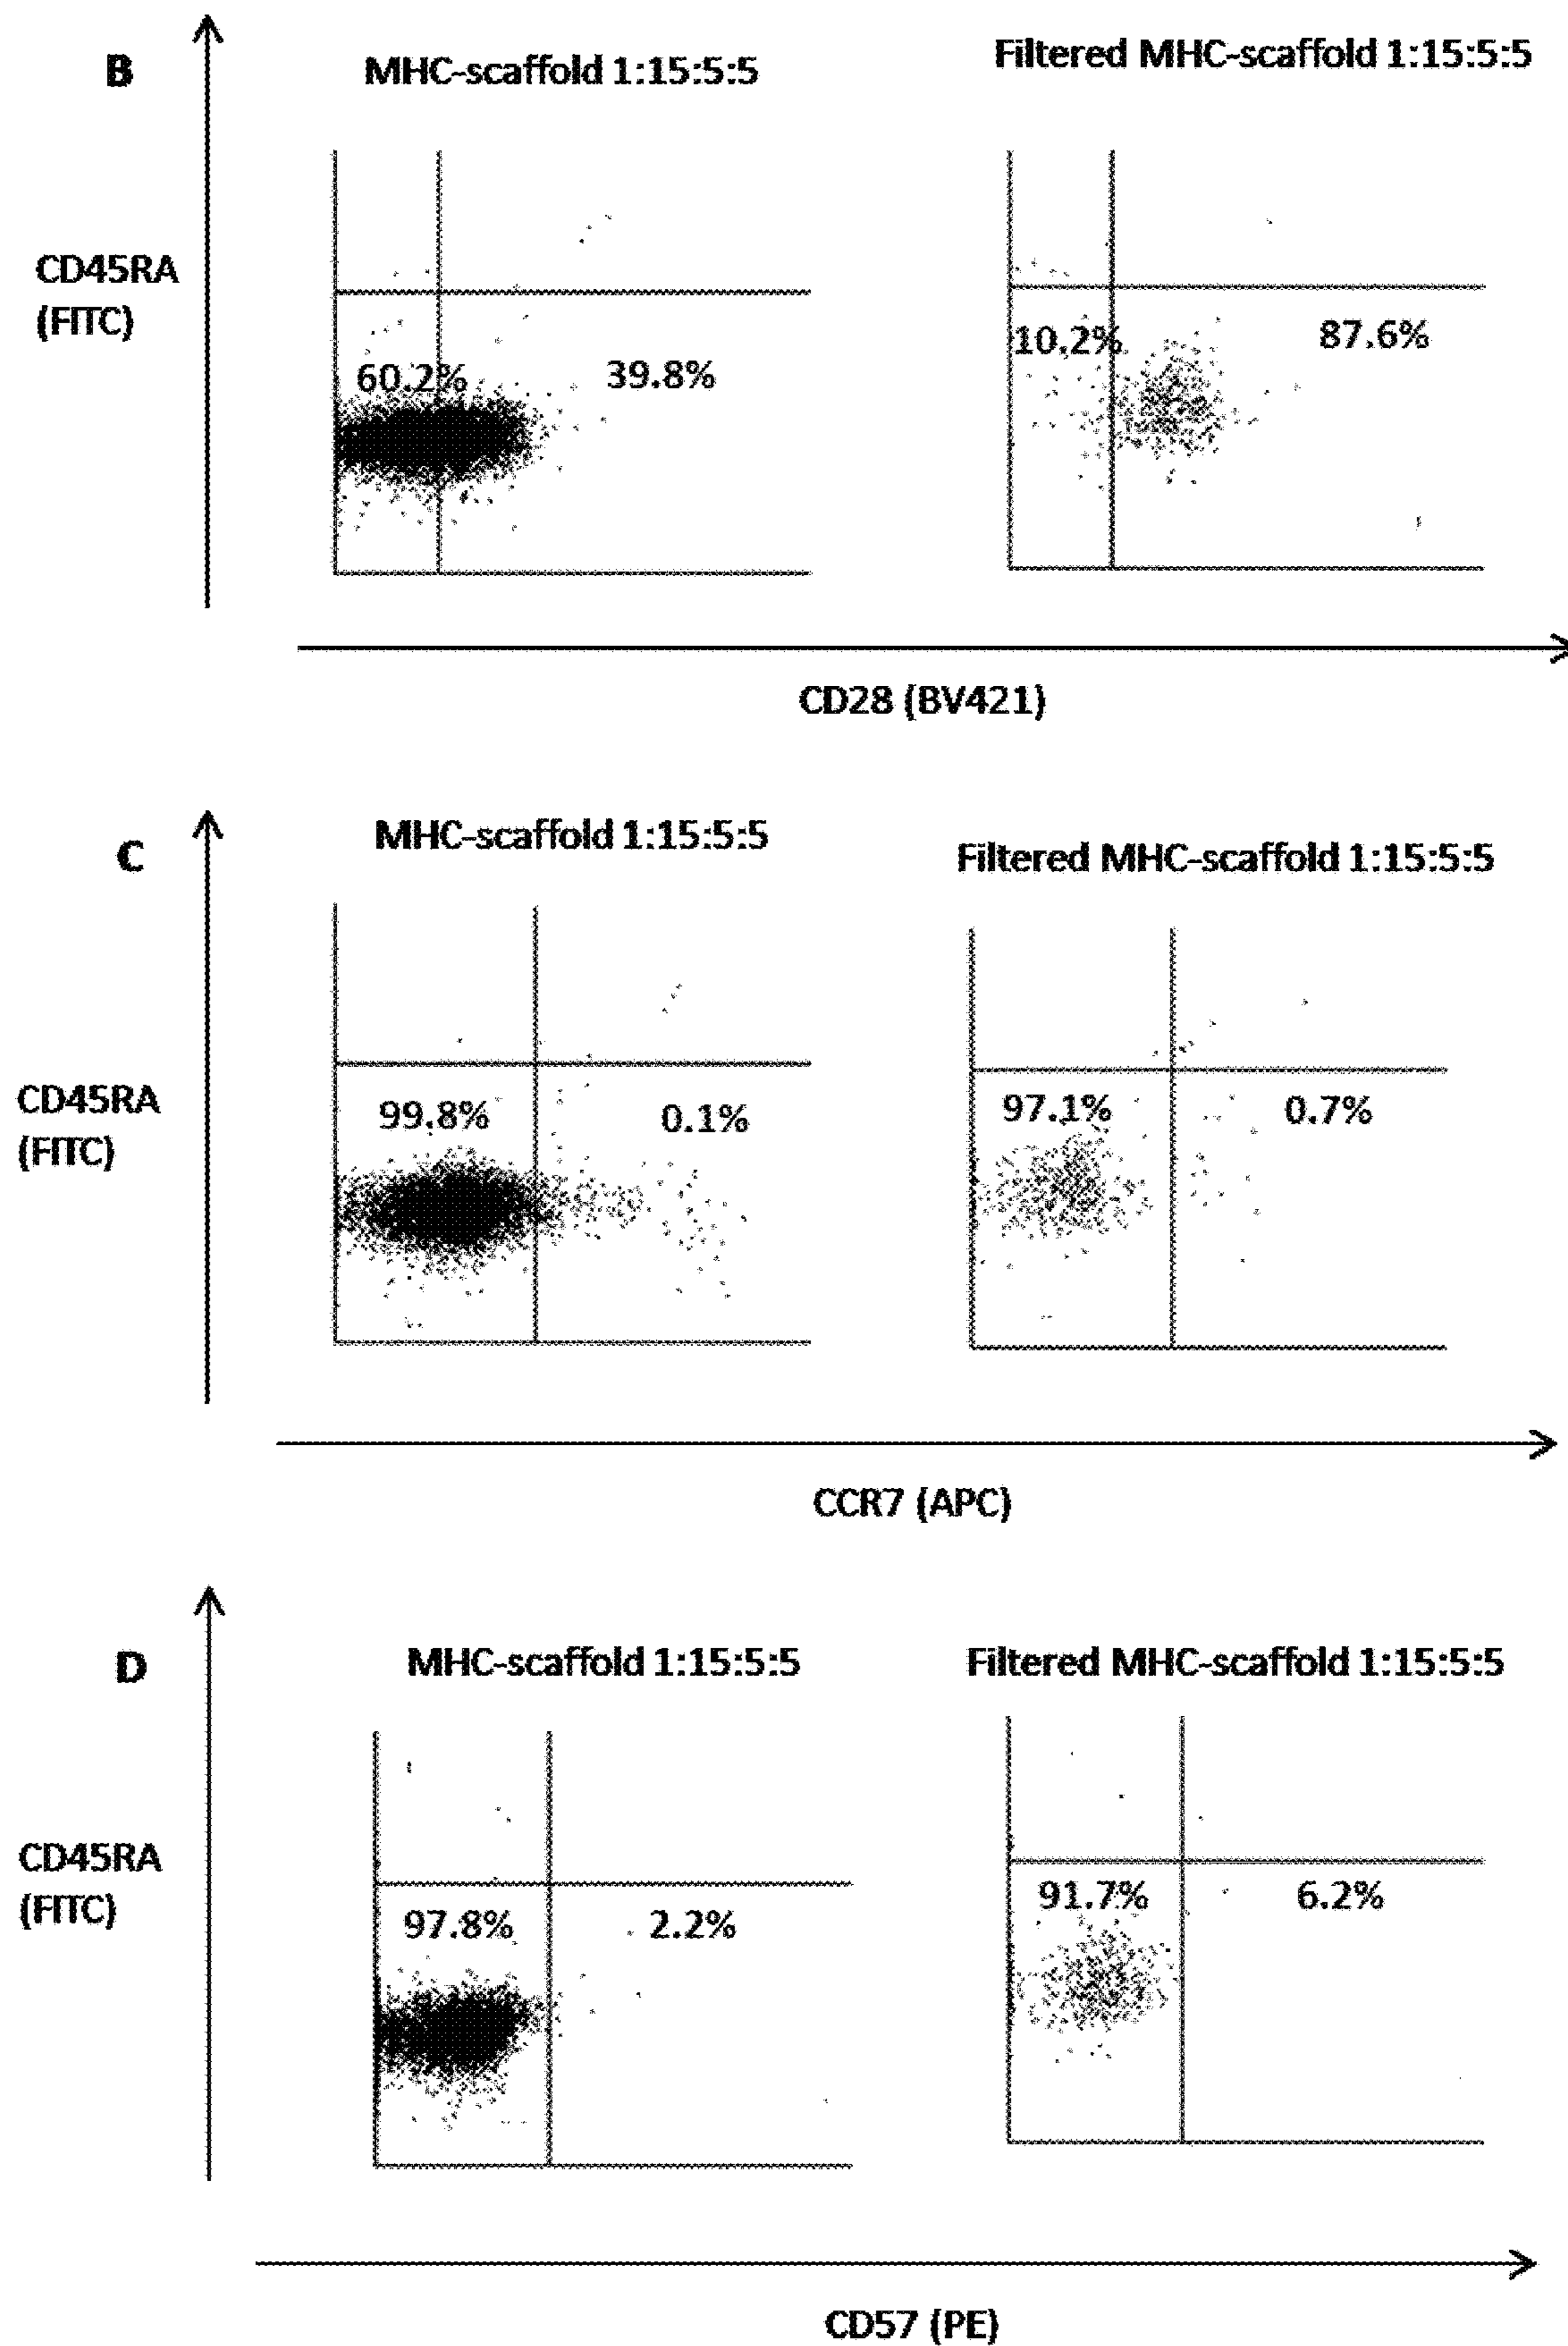 B
MHC-scaffold 1:15:5:5
Filtered MHC-scaffold 1:15:5:5
CD45RA
(FITC)
60.2%
39.8%
10.2%
87.6%
CD28 (BV421)
C
MHC-scaffold 1:15:5:5
Filtered MHC-scaffold 1:15:5:5
CD45RA
(FITC)
99.8%
0.1%
97.1%
0.7%
CCR7 (APC)
D
MHC-scaffold 1:15:5:5
Filtered MHC-scaffold 1:15:5:5
CD45RA
(FITC)
97.8%
2.2%
91.7%
6.2%
CD57 (PE)